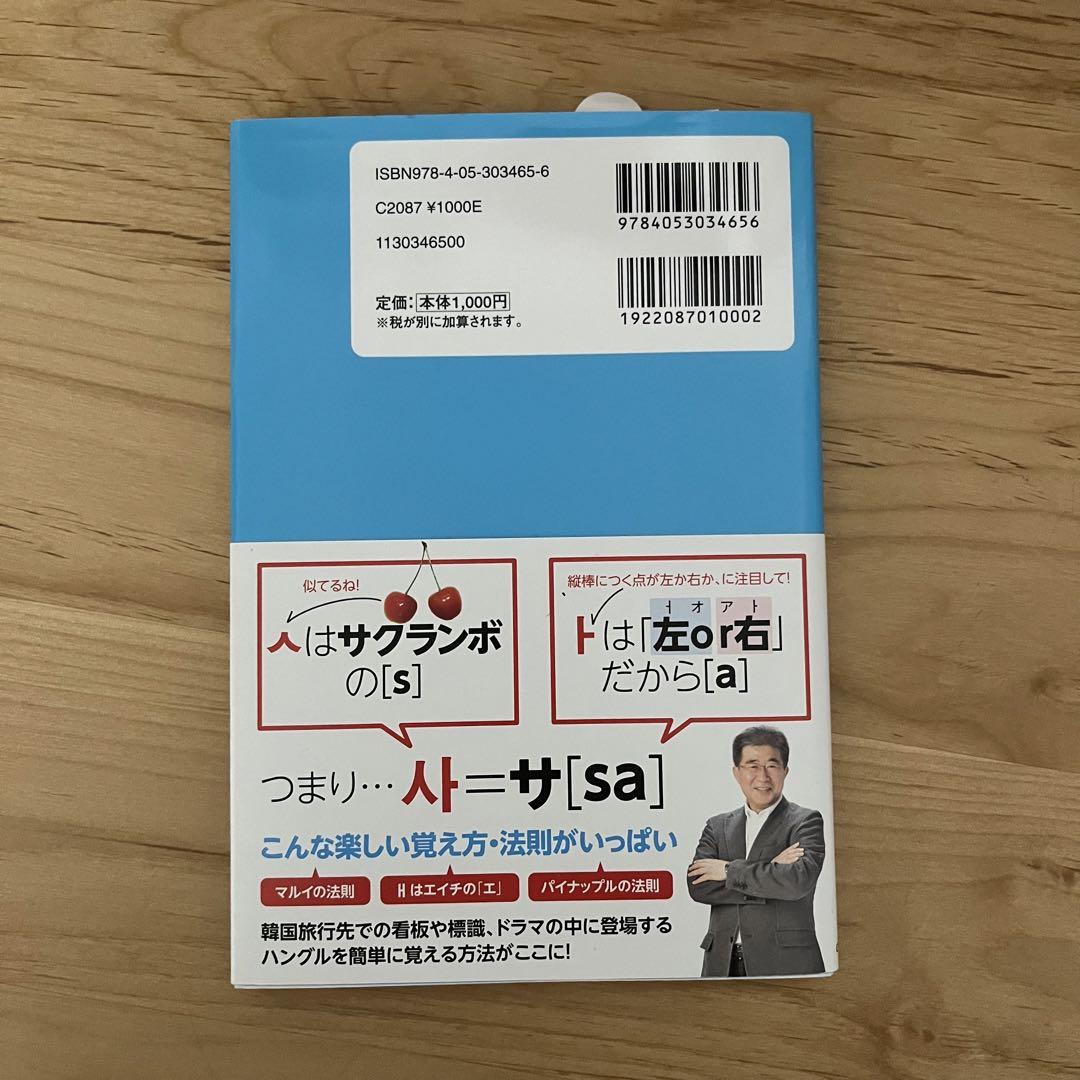 ISBN978-4-05-303465-6
C2087 ¥1000E
1130346500
定価：本体1,000円
※税が別に加算されます。
9784053034656
1922087010002
似てるね!
ㅅはサクランボ
の[s]
縦棒につく点が左か右か、に注目して!
ㅓオアト
ㅏは「左or右」
だから[a]
つまり…사＝サ[sa]
こんな楽しい覚え方・法則がいっぱい
マルイの法則
Hはエイチの「エ」
パイナップルの法則
韓国旅行先での看板や標識、ドラマの中に登場する
ハングルを簡単に覚える方法がここに!